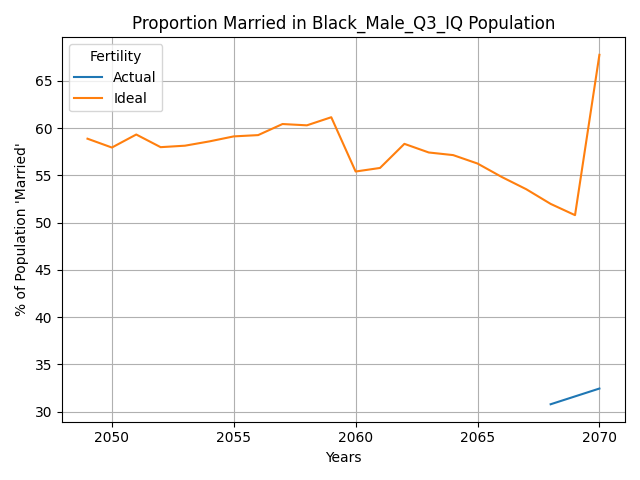 Proportion Married in Black_Male_Q3_IQ Population
Fertility
Actual
Ideal
% of Population 'Married'
65
60
55
50
45
40
35
30
2050
2055
2060
2065
2070
Years